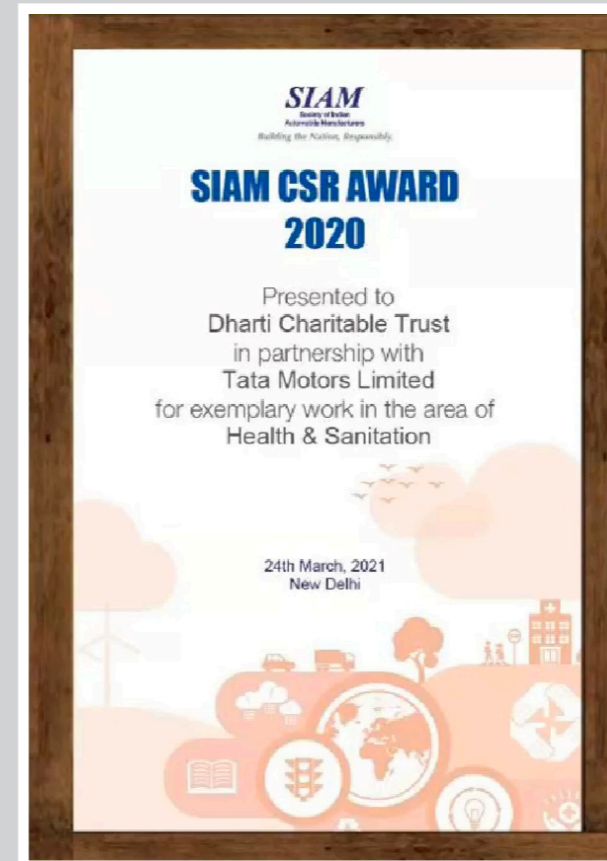 SIAM
Society of Indian
Automobile Manufacturers
Building the Nation, Responsibly.
SIAM CSR AWARD
2020
Presented to
Dharti Charitable Trust
in partnership with
Tata Motors Limited
for exemplary work in the area of
Health & Sanitation
24th March, 2021
New Delhi